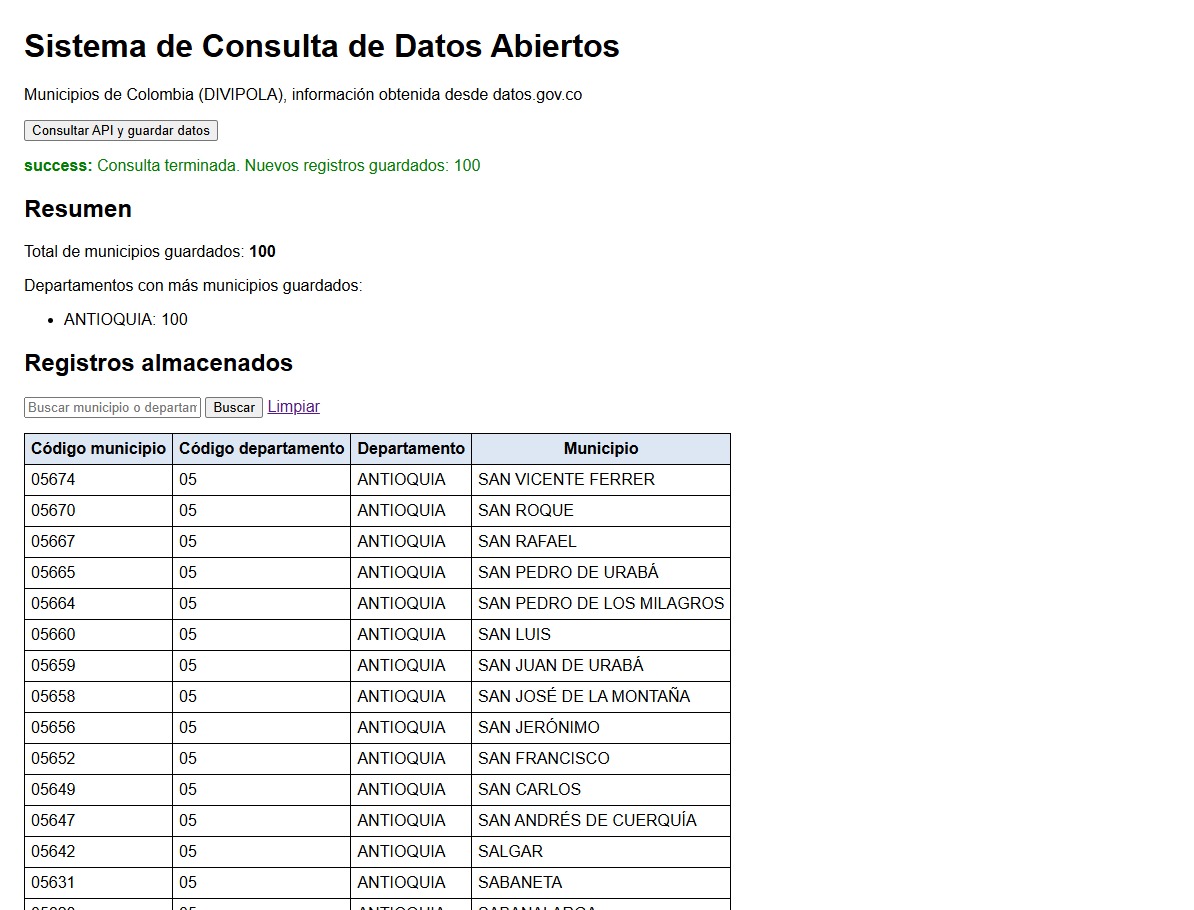 Sistema de Consulta de Datos Abiertos
Municipios de Colombia (DIVIPOLA), información obtenida desde datos.gov.co
Consultar API y guardar datos
success: Consulta terminada. Nuevos registros guardados: 100
Resumen
Total de municipios guardados: 100
Departamentos con más municipios guardados:
• ANTIOQUIA: 100
Registros almacenados
Buscar municipio o departam Buscar Limpiar
Código municipio Código departamento Departamento Municipio
05674 05 ANTIOQUIA SAN VICENTE FERRER
05670 05 ANTIOQUIA SAN ROQUE
05667 05 ANTIOQUIA SAN RAFAEL
05665 05 ANTIOQUIA SAN PEDRO DE URABÁ
05664 05 ANTIOQUIA SAN PEDRO DE LOS MILAGROS
05660 05 ANTIOQUIA SAN LUIS
05659 05 ANTIOQUIA SAN JUAN DE URABÁ
05658 05 ANTIOQUIA SAN JOSÉ DE LA MONTAÑA
05656 05 ANTIOQUIA SAN JERÓNIMO
05652 05 ANTIOQUIA SAN FRANCISCO
05649 05 ANTIOQUIA SAN CARLOS
05647 05 ANTIOQUIA SAN ANDRÉS DE CUERQUÍA
05642 05 ANTIOQUIA SALGAR
05631 05 ANTIOQUIA SABANETA